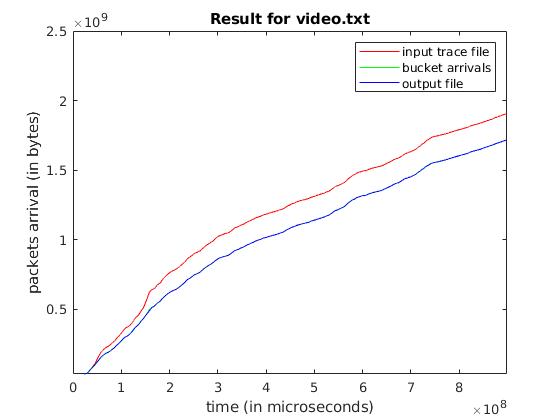 Result for video.txt
×10⁹
2.5
2
1.5
1
0.5
packets arrival (in bytes)
input trace file
bucket arrivals
output file
0 1 2 3 4 5 6 7 8
time (in microseconds)
×10⁸